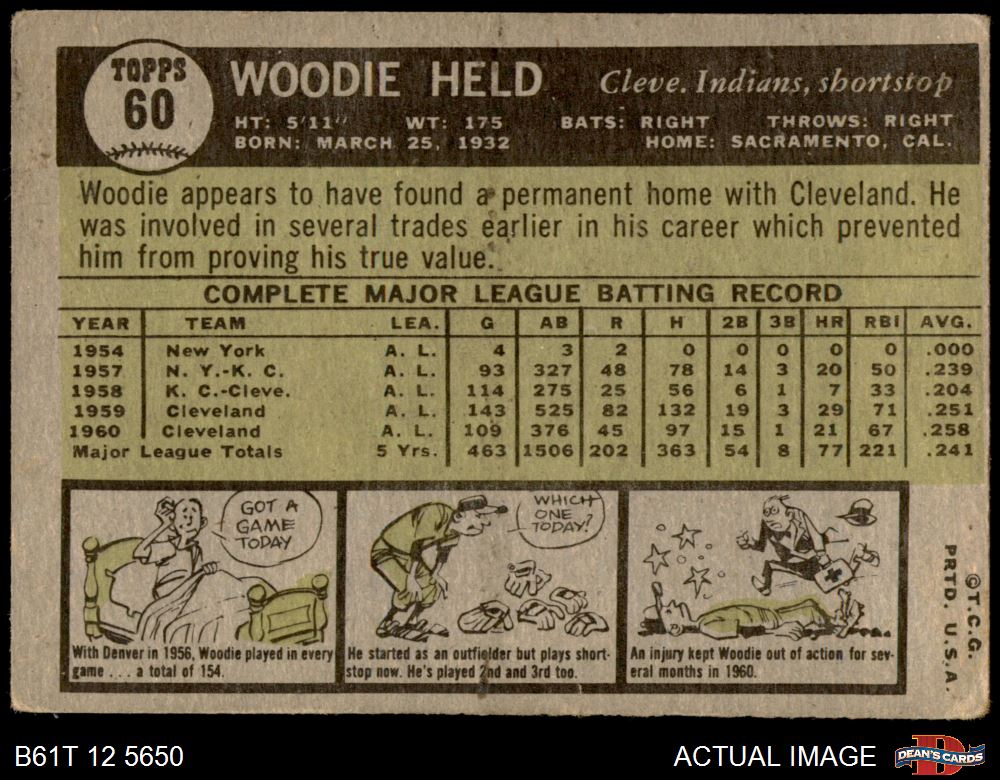 TOPPS
60
WOODIE HELD Cleve. Indians, shortstop
HT: 5'11" WT: 175 BATS: RIGHT THROWS: RIGHT
BORN: MARCH 25, 1932 HOME: SACRAMENTO, CAL.
Woodie appears to have found a permanent home with Cleveland. He
was involved in several trades earlier in his career which prevented
him from proving his true value.
COMPLETE MAJOR LEAGUE BATTING RECORD
YEAR TEAM LEA. G AB R H 2B 3B HR RBI AVG.
1954 New York A. L. 4 3 2 0 0 0 0 0 .000
1957 N. Y.-K. C. A. L. 93 327 48 78 14 3 20 50 .239
1958 K. C.-Cleve. A. L. 114 275 25 56 6 1 7 33 .204
1959 Cleveland A. L. 143 525 82 132 19 3 29 71 .251
1960 Cleveland A. L. 109 376 45 97 15 1 21 67 .258
Major League Totals 5 Yrs. 463 1506 202 363 54 8 77 221 .241
GOT A
GAME
TODAY
With Denver in 1956, Woodie played in every
game . . . a total of 154.
WHICH
ONE
TODAY?
He started as an outfielder but plays short-
stop now. He's played 2nd and 3rd too.
An injury kept Woodie out of action for sev-
eral months in 1960.
©T.C.G.
PRTD. U.S.A.
B61T 12 5650
ACTUAL IMAGE
DEAN'S CARDS